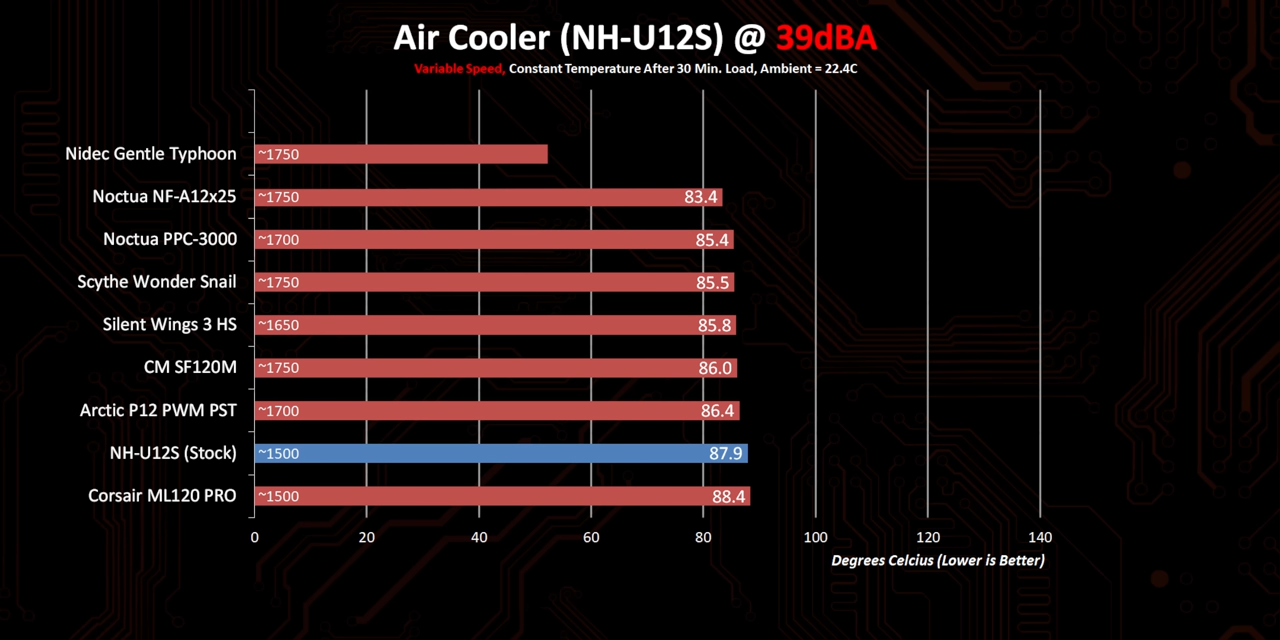 Air Cooler (NH-U12S) @ 39dBA
Variable Speed, Constant Temperature After 30 Min. Load, Ambient = 22.4C
Nidec Gentle Typhoon ~1750
Noctua NF-A12x25 ~1750 83.4
Noctua PPC-3000 ~1700 85.4
Scythe Wonder Snail ~1750 85.5
Silent Wings 3 HS ~1650 85.8
CM SF120M ~1750 86.0
Arctic P12 PWM PST ~1700 86.4
NH-U12S (Stock) ~1500 87.9
Corsair ML120 PRO ~1500 88.4
0 20 40 60 80 100 120 140
Degrees Celcius (Lower is Better)